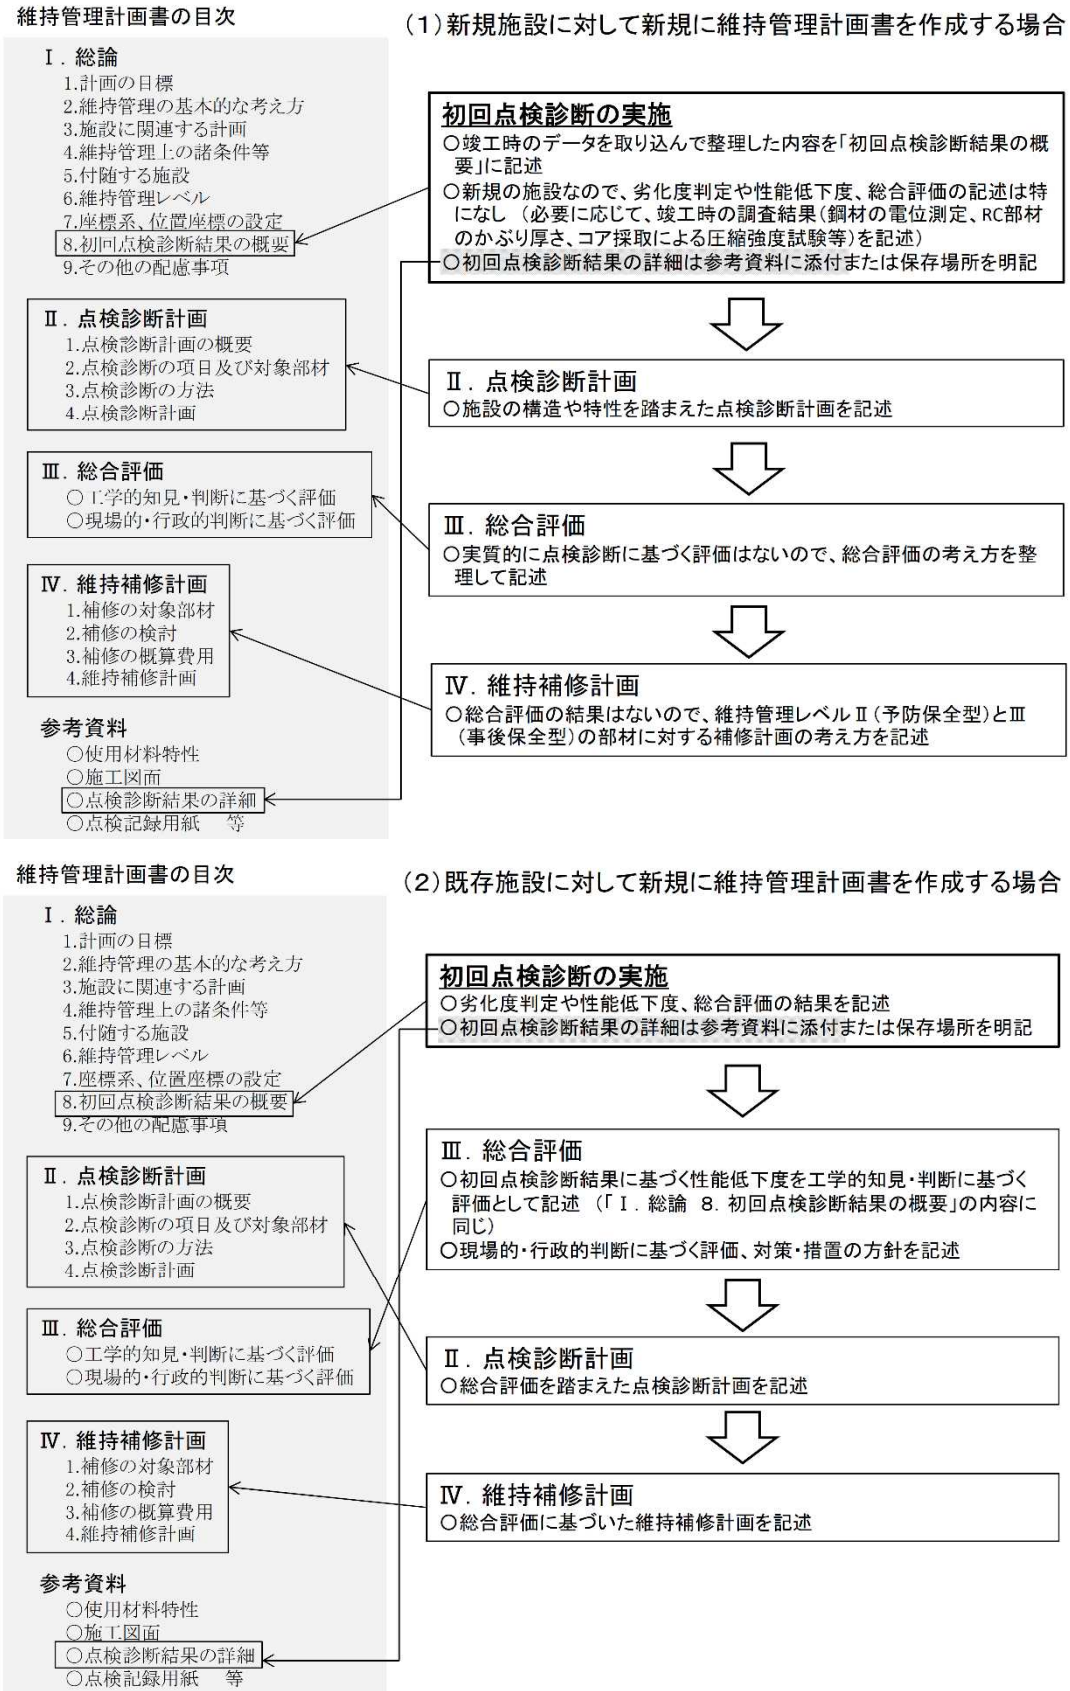 維持管理計画書の目次
Ⅰ. 総論
1.計画の目標
2.維持管理の基本的な考え方
3.施設に関連する計画
4.維持管理上の諸条件等
5.付随する施設
6.維持管理レベル
7.座標系、位置座標の設定
8.初回点検診断結果の概要
9.その他の配慮事項
Ⅱ. 点検診断計画
1.点検診断計画の概要
2.点検診断の項目及び対象部材
3.点検診断の方法
4.点検診断計画
Ⅲ. 総合評価
○工学的知見・判断に基づく評価
○現場的・行政的判断に基づく評価
Ⅳ. 維持補修計画
1.補修の対象部材
2.補修の検討
3.補修の概算費用
4.維持補修計画
参考資料
○使用材料特性
○施工図面
○点検診断結果の詳細
○点検記録用紙 等
(1)新規施設に対して新規に維持管理計画書を作成する場合
初回点検診断の実施
○竣工時のデータを取り込んで整理した内容を「初回点検診断結果の概
要」に記述
○新規の施設なので、劣化度判定や性能低下度、総合評価の記述は特
になし (必要に応じて、竣工時の調査結果(鋼材の電位測定、RC部材
のかぶり厚さ、コア採取による圧縮強度試験等)を記述)
○初回点検診断結果の詳細は参考資料に添付または保存場所を明記
Ⅱ. 点検診断計画
○施設の構造や特性を踏まえた点検診断計画を記述
Ⅲ. 総合評価
○実質的に点検診断に基づく評価はないので、総合評価の考え方を整
理して記述
Ⅳ. 維持補修計画
○総合評価の結果はないので、維持管理レベルⅡ(予防保全型)とⅢ
(事後保全型)の部材に対する補修計画の考え方を記述
維持管理計画書の目次
Ⅰ. 総論
1.計画の目標
2.維持管理の基本的な考え方
3.施設に関連する計画
4.維持管理上の諸条件等
5.付随する施設
6.維持管理レベル
7.座標系、位置座標の設定
8.初回点検診断結果の概要
9.その他の配慮事項
Ⅱ. 点検診断計画
1.点検診断計画の概要
2.点検診断の項目及び対象部材
3.点検診断の方法
4.点検診断計画
Ⅲ. 総合評価
○工学的知見・判断に基づく評価
○現場的・行政的判断に基づく評価
Ⅳ. 維持補修計画
1.補修の対象部材
2.補修の検討
3.補修の概算費用
4.維持補修計画
参考資料
○使用材料特性
○施工図面
○点検診断結果の詳細
○点検記録用紙 等
(2)既存施設に対して新規に維持管理計画書を作成する場合
初回点検診断の実施
○劣化度判定や性能低下度、総合評価の結果を記述
○初回点検診断結果の詳細は参考資料に添付または保存場所を明記
Ⅲ. 総合評価
○初回点検診断結果に基づく性能低下度を工学的知見・判断に基づく
評価として記述 (「Ⅰ. 総論 8. 初回点検診断結果の概要」の内容に
同じ)
○現場的・行政的判断に基づく評価、対策・措置の方針を記述
Ⅱ. 点検診断計画
○総合評価を踏まえた点検診断計画を記述
Ⅳ. 維持補修計画
○総合評価に基づいた維持補修計画を記述